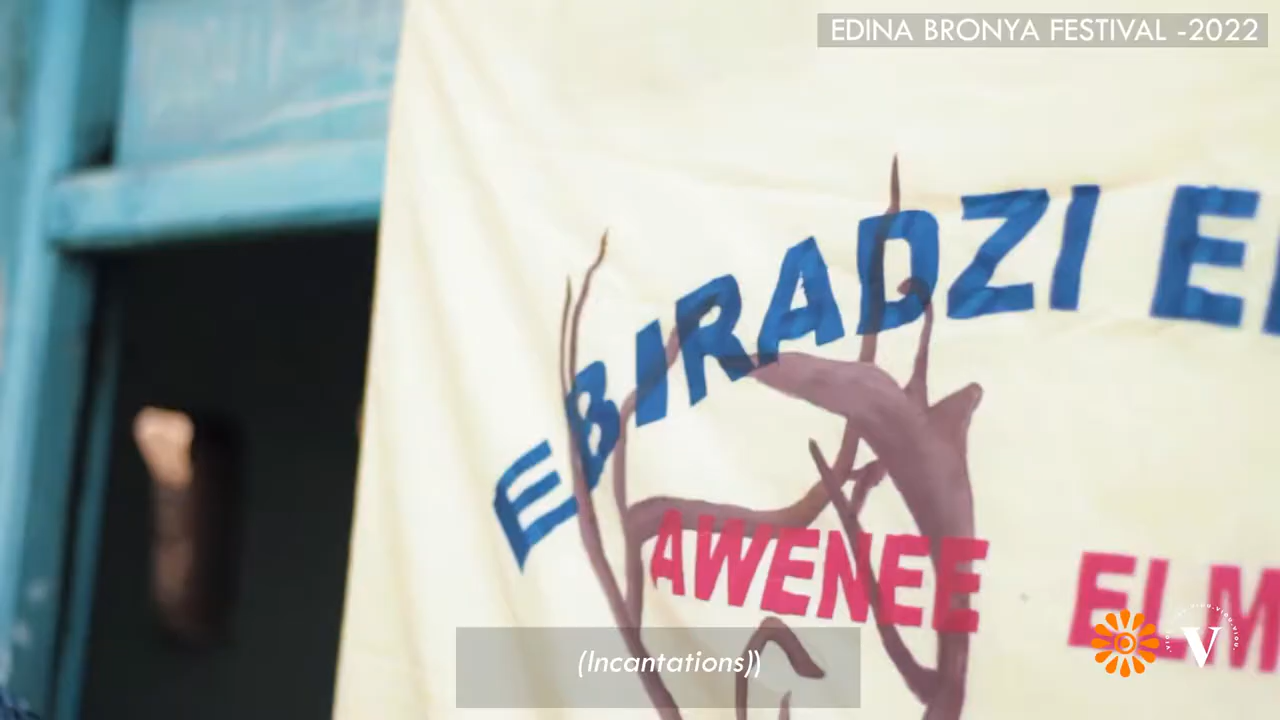 EDINA BRONYA FESTIVAL -2022
EBIRADZI E
AWENEE ELM
(Incantations))
V